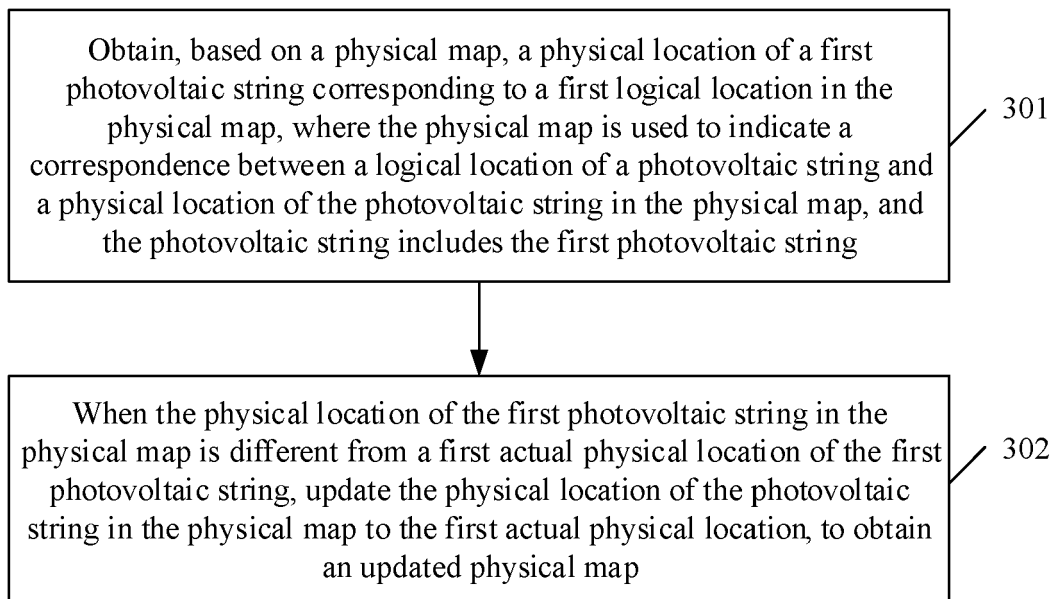 Obtain, based on a physical map, a physical location of a first
photovoltaic string corresponding to a first logical location in the
physical map, where the physical map is used to indicate a
correspondence between a logical location of a photovoltaic string and
a physical location of the photovoltaic string in the physical map, and
the photovoltaic string includes the first photovoltaic string
301
When the physical location of the first photovoltaic string in the
physical map is different from a first actual physical location of the first
photovoltaic string, update the physical location of the photovoltaic
string in the physical map to the first actual physical location, to obtain
an updated physical map
302